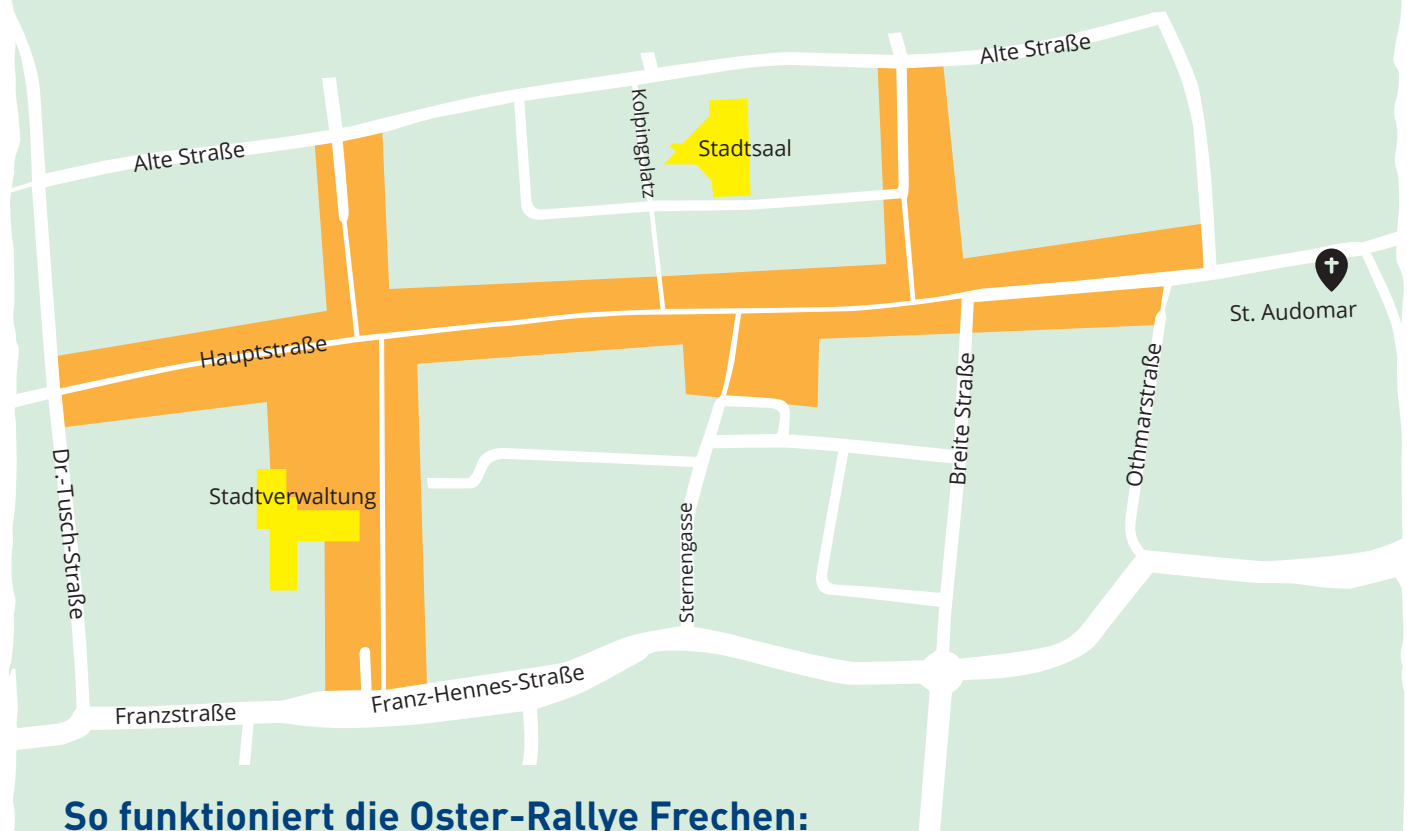 Alte Straße
Alte Straße
Kolpingplatz
Stadtsaal
St. Audomar
Hauptstraße
Breite Straße
Othmarstraße
Dr.-Tusch-Straße
Stadtverwaltung
Sternengasse
Franz-Hennes-Straße
Franzstraße
So funktioniert die Oster-Rallye Frechen: